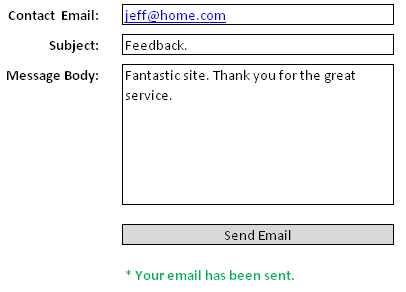 Contact Email: jeff@home.com
Subject: Feedback.
Message Body: Fantastic site. Thank you for the great
service.
Send Email
* Your email has been sent.